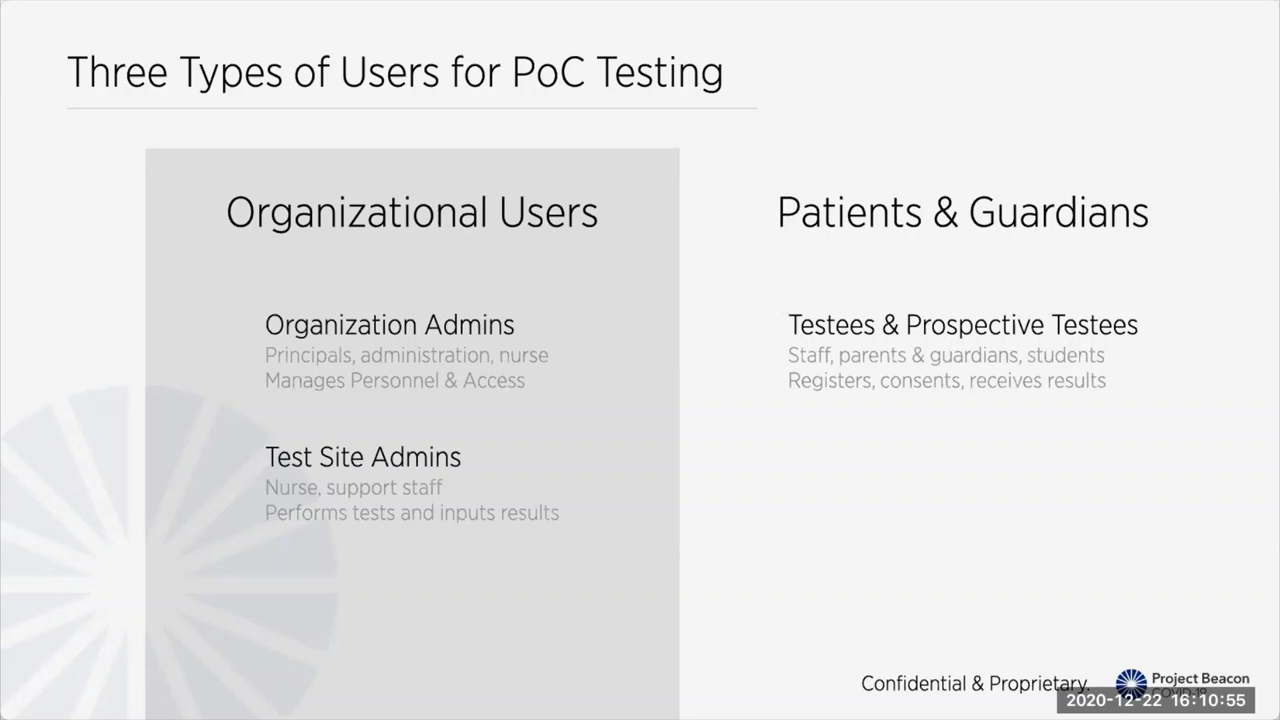 Three Types of Users for PoC Testing
Organizational Users
Organization Admins
Principals, administration, nurse
Manages Personnel & Access
Test Site Admins
Nurse, support staff
Performs tests and inputs results
Patients & Guardians
Testees & Prospective Testees
Staff, parents & guardians, students
Registers, consents, receives results
Confidential & Proprietary.
Project Beacon
COVID-19
2020-12-22 16:10:55